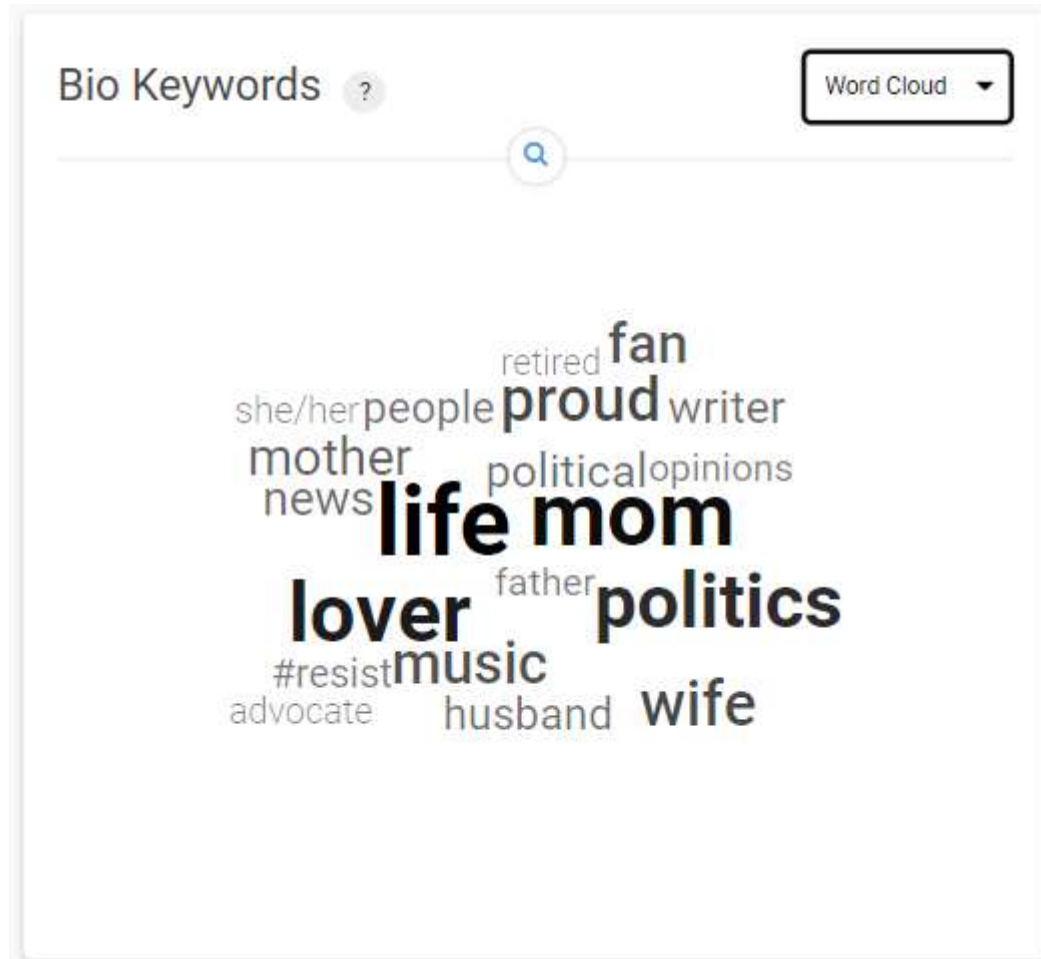 Bio Keywords ?
Word Cloud
retired fan
she/her people proud writer
mother political opinions
news life mom
lover father politics
#resist music
advocate husband wife